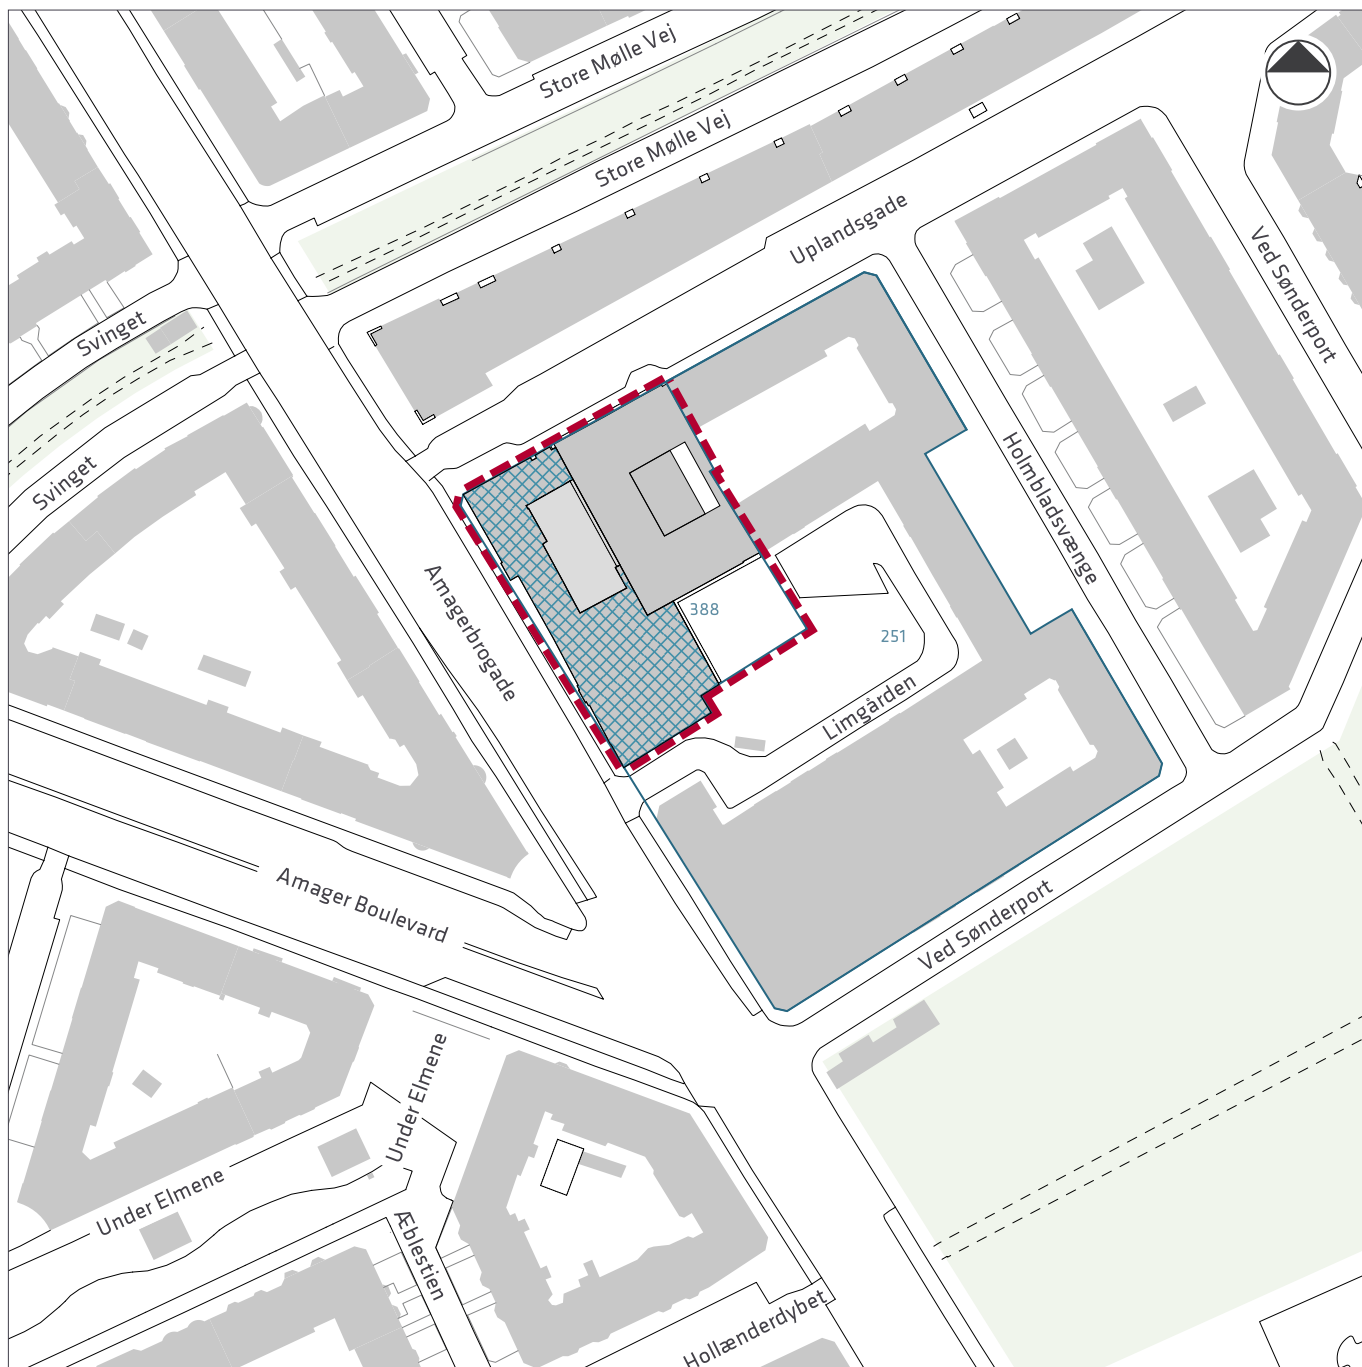 Store Mølle Vej
Store Mølle Vej
Uplandsgade
Ved Sønderport
Svinget
Svinget
Holmbladsvænge
Amagerbrogade
388
251
Limgården
Amager Boulevard
Ved Sønderport
Under Elmene
Under Elmene
Æblestien
Hollænderdybet